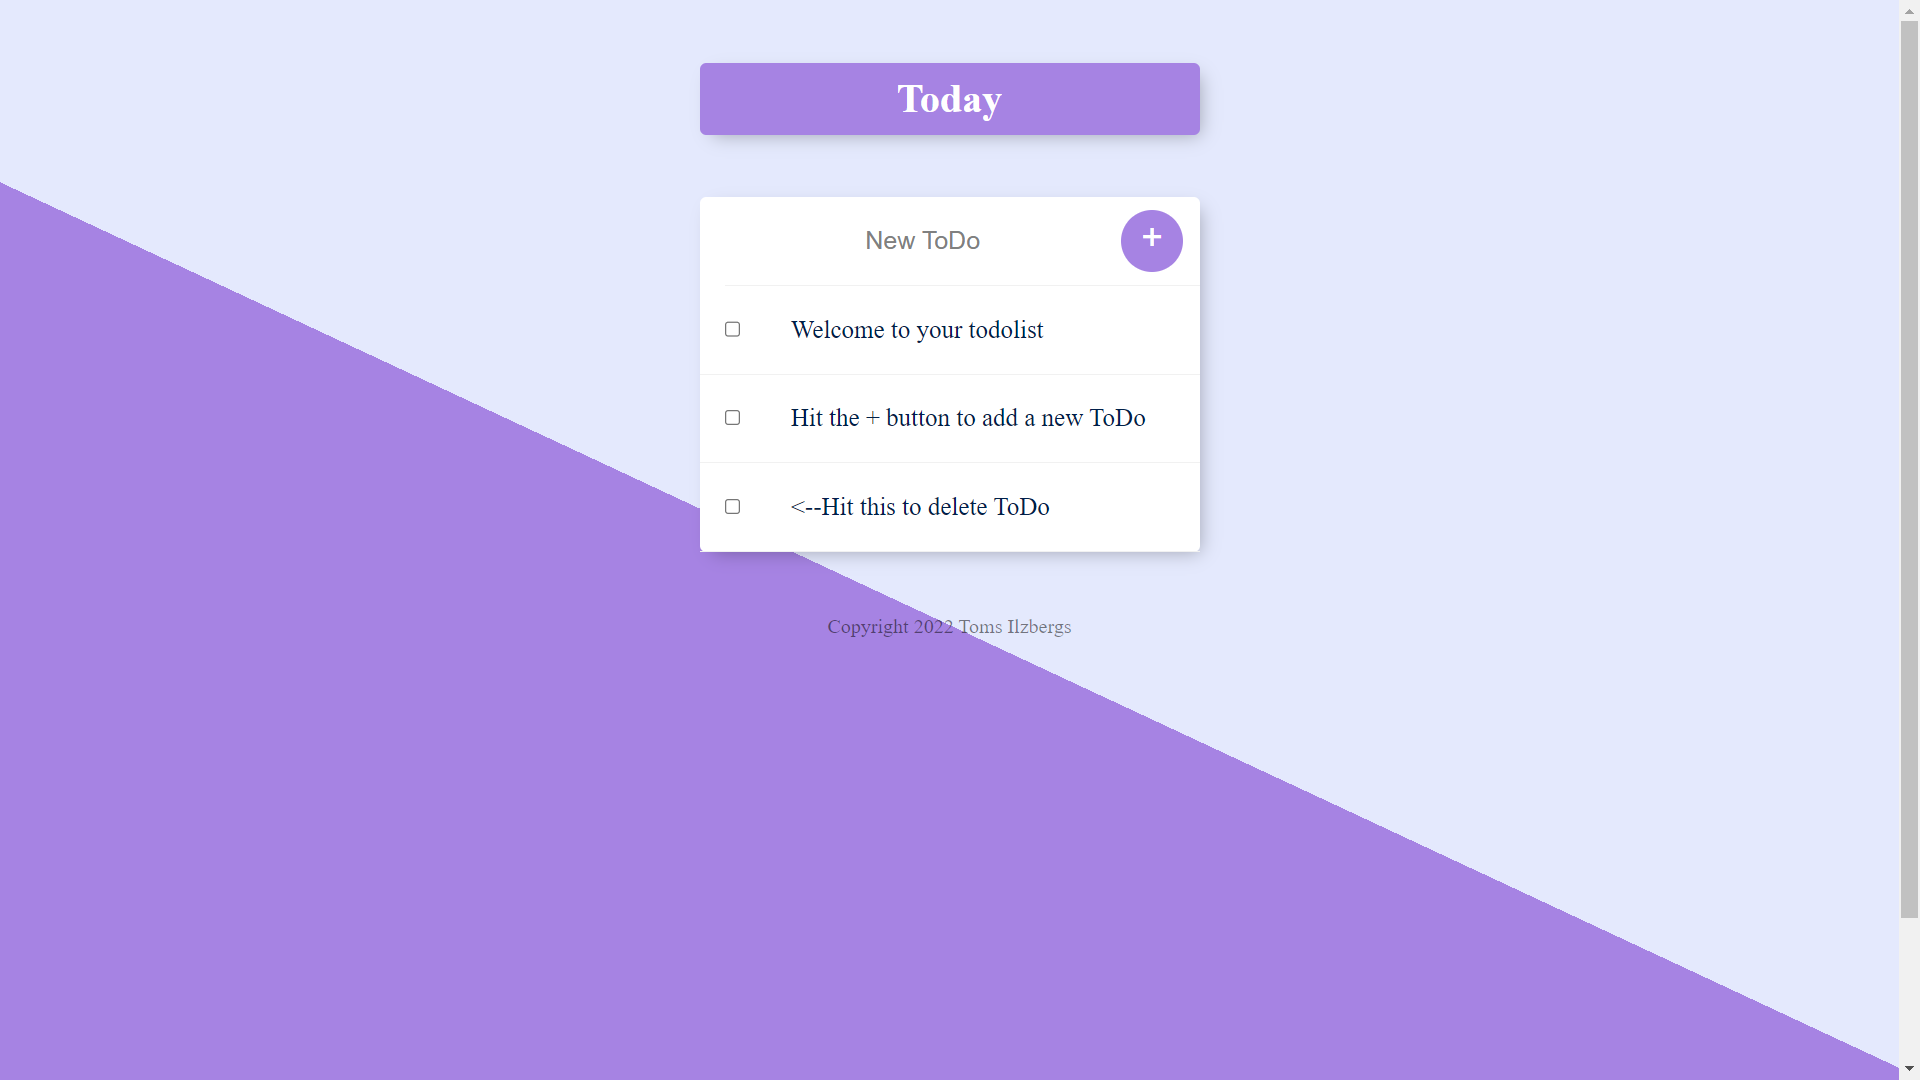 Today
New ToDo
+
Welcome to your todolist
Hit the + button to add a new ToDo
<--Hit this to delete ToDo
Copyright 2022 Toms Ilzbergs